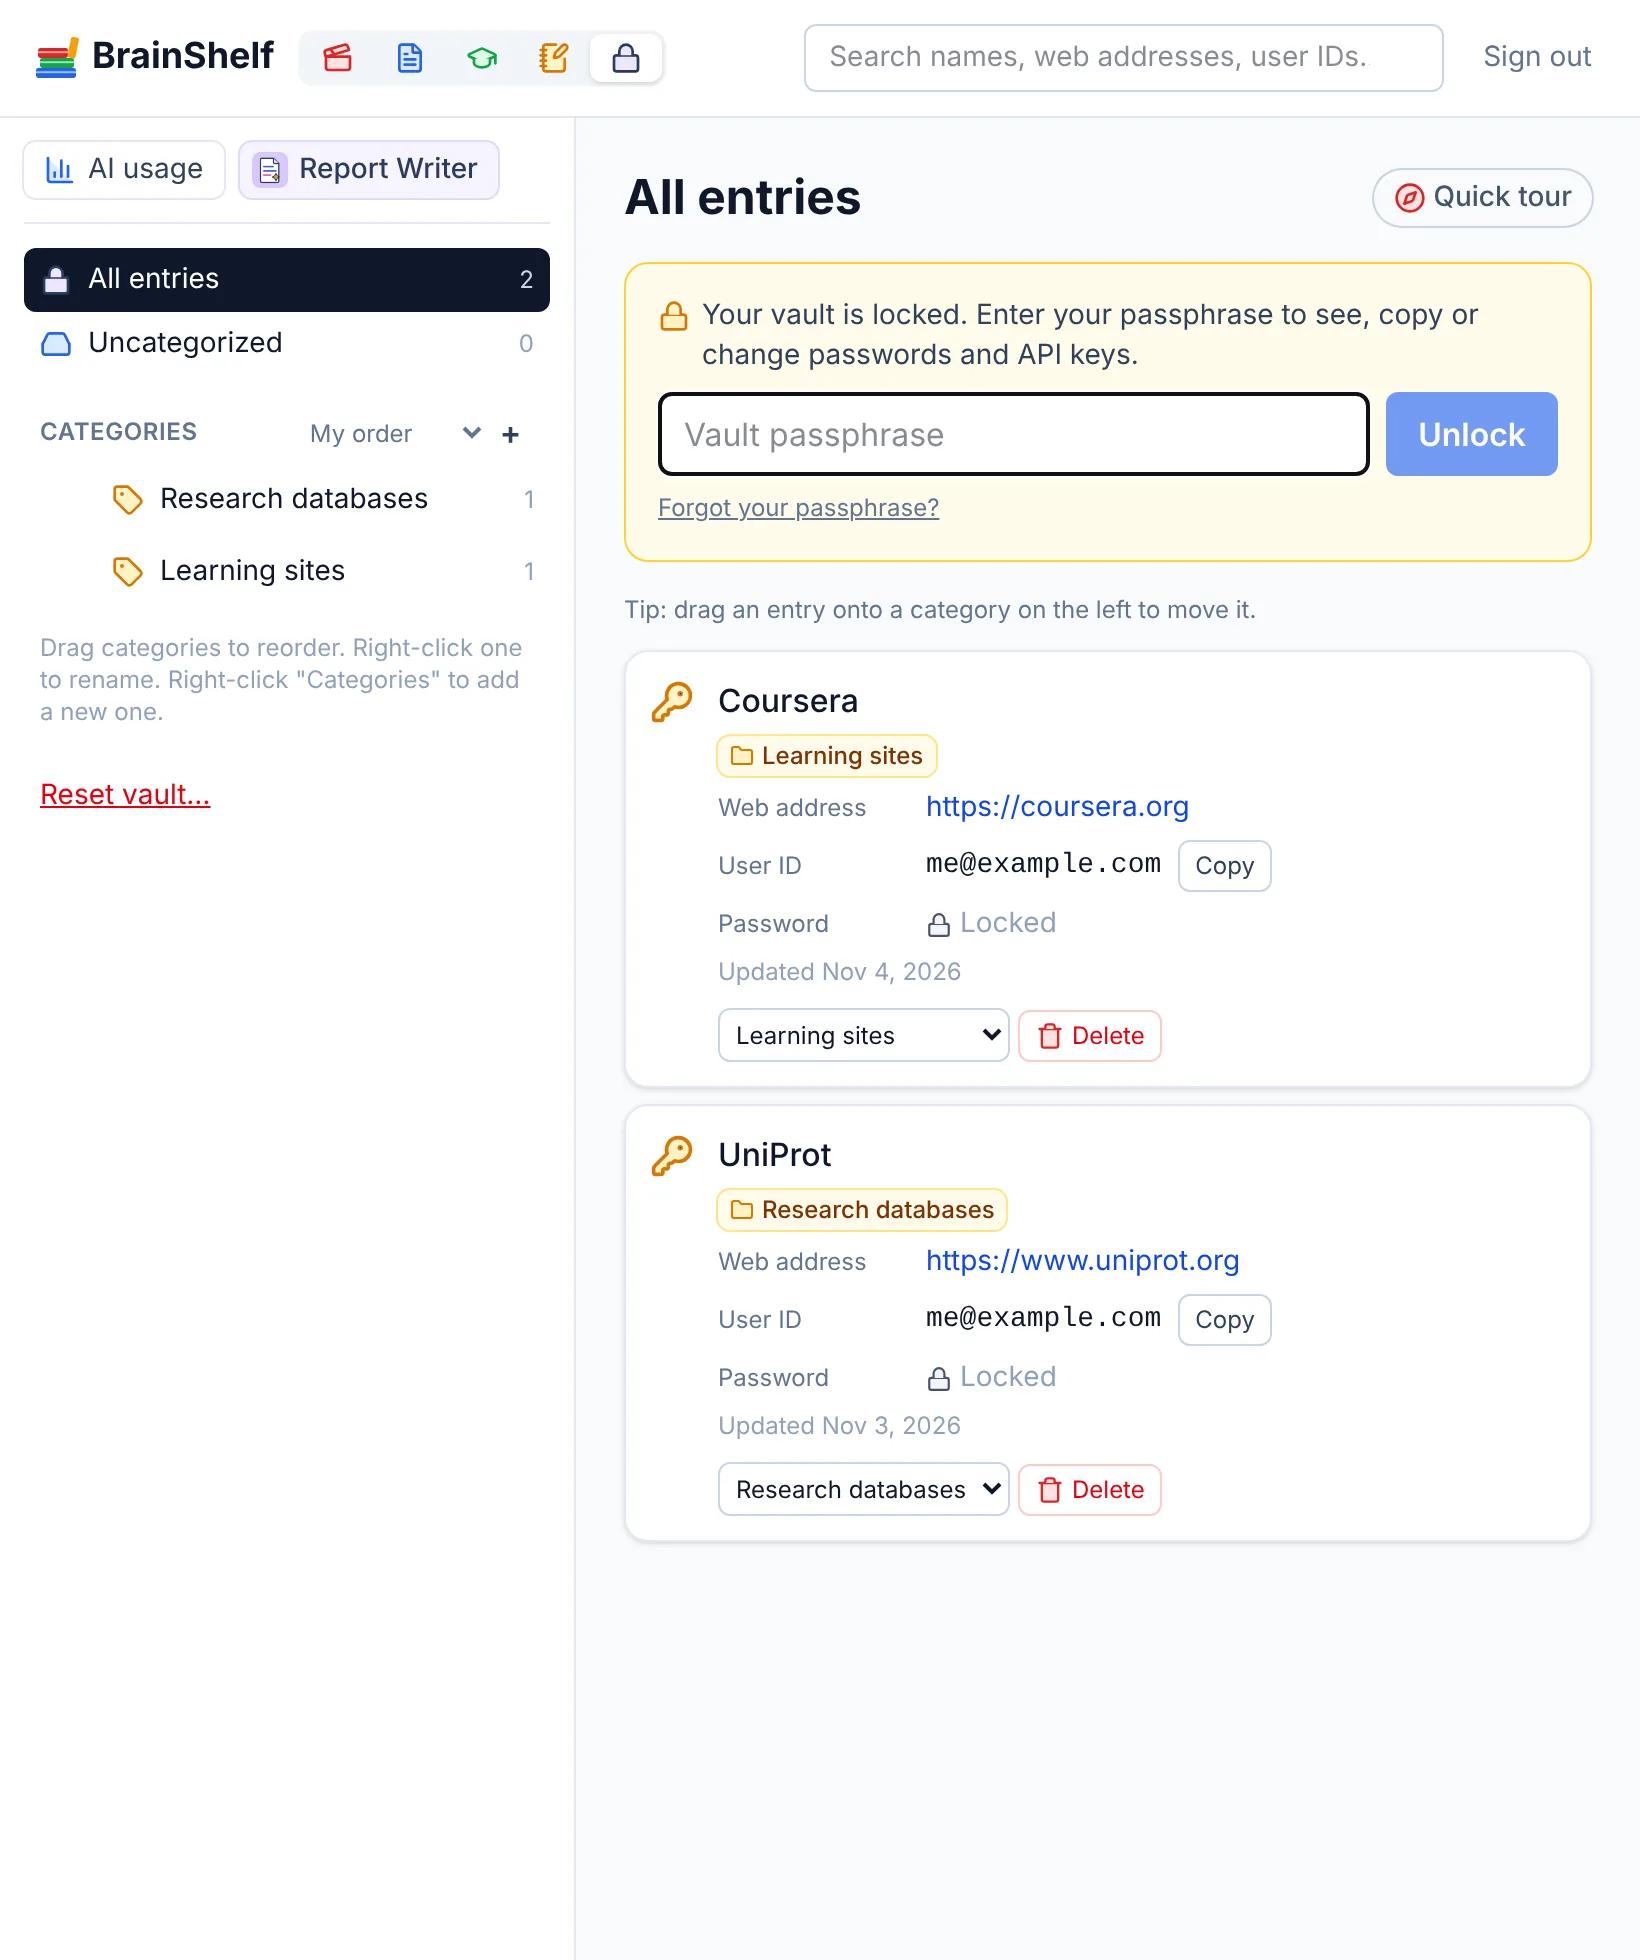 BrainShelf
Search names, web addresses, user IDs.
Sign out
AI usage
Report Writer
All entries 2
Uncategorized 0
CATEGORIES
My order
+
Research databases 1
Learning sites 1
Drag categories to reorder. Right-click one
to rename. Right-click "Categories" to add
a new one.
Reset vault...
All entries
Quick tour
Your vault is locked. Enter your passphrase to see, copy or
change passwords and API keys.
Vault passphrase
Unlock
Forgot your passphrase?
Tip: drag an entry onto a category on the left to move it.
Coursera
Learning sites
Web address https://coursera.org
User ID me@example.com Copy
Password Locked
Updated Nov 4, 2026
Learning sites Delete
UniProt
Research databases
Web address https://www.uniprot.org
User ID me@example.com Copy
Password Locked
Updated Nov 3, 2026
Research databases Delete